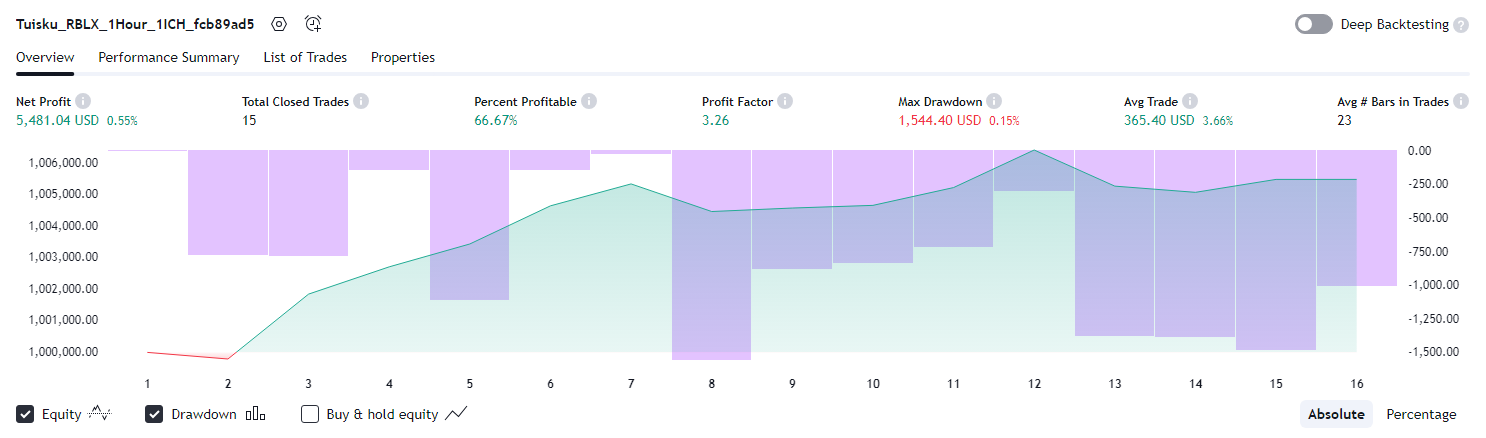 Tuisku_RBLX_1Hour_1ICH_fcb89ad5 Deep Backtesting ?
Overview Performance Summary List of Trades Properties
Net Profit Total Closed Trades Percent Profitable Profit Factor Max Drawdown Avg Trade Avg # Bars in Trades
5,481.04 USD 0.55% 15 66.67% 3.26 1,544.40 USD 0.15% 365.40 USD 3.66% 23
1,006,000.00 0.00
1,005,000.00 -250.00
1,004,000.00 -500.00
1,003,000.00 -750.00
1,002,000.00 -1,000.00
1,001,000.00 -1,250.00
1,000,000.00 -1,500.00
1 2 3 4 5 6 7 8 9 10 11 12 13 14 15 16
Equity Drawdown Buy & hold equity Absolute Percentage